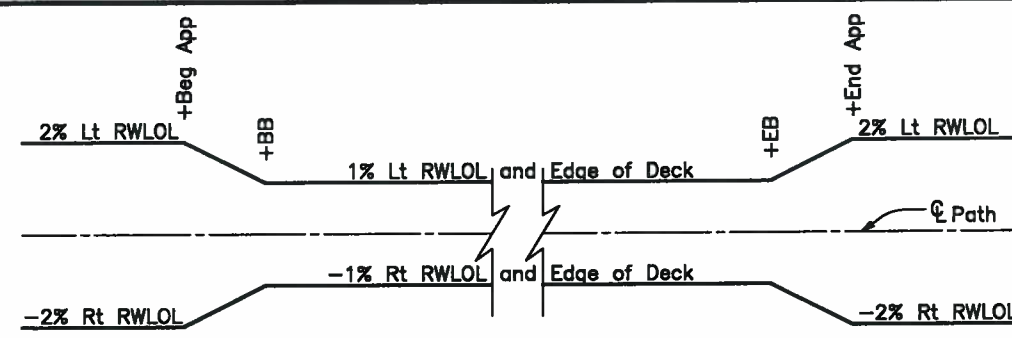 +Beg App
+End App
2% Lt RWLOL
+BB
+EB
2% Lt RWLOL
1% Lt RWLOL and Edge of Deck
℄ Path
-1% Rt RWLOL and Edge of Deck
-2% Rt RWLOL
-2% Rt RWLOL